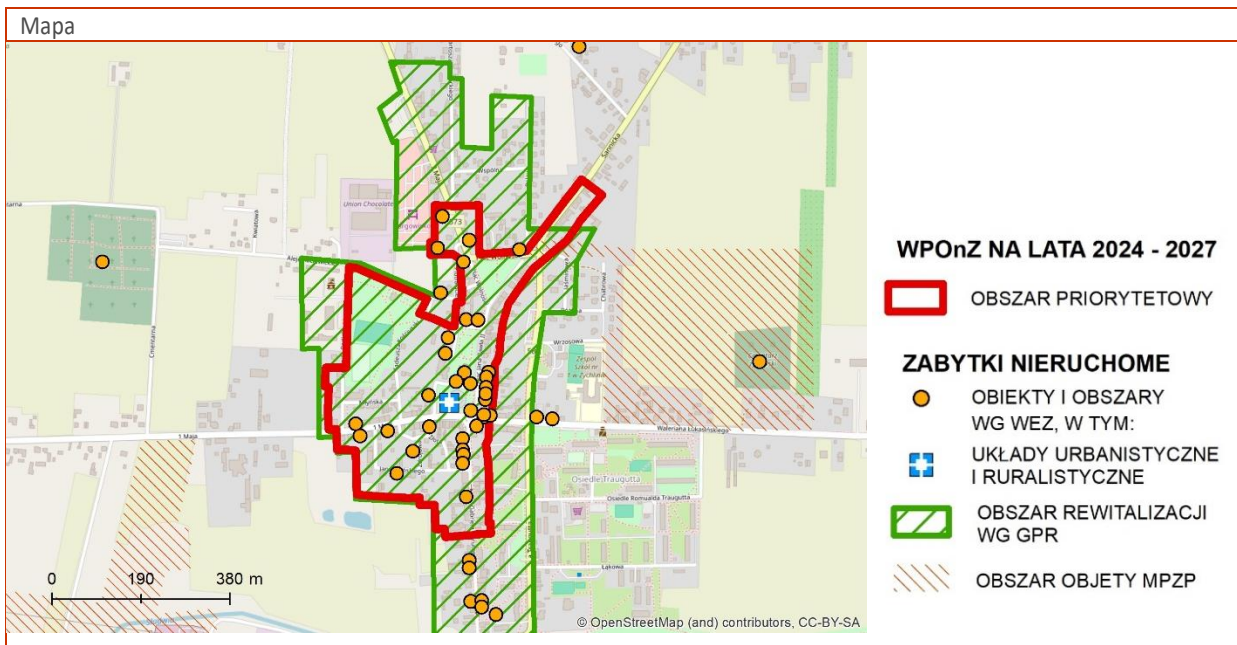 Mapa
Sannicka
Wspólna
Union Chocolate
Kwiatowa
Cmentarna
Chabrowa
Wrzosowa
Zespół
Szkół nr
1 w Żychlinie
1 Maja
Waleriana Łukasińskiego
Osiedle Traugutta
Osiedle Romualda Traugutta
Łąkowa
0 190 380 m
© OpenStreetMap (and) contributors, CC-BY-SA
WPOnZ NA LATA 2024 - 2027
OBSZAR PRIORYTETOWY
ZABYTKI NIERUCHOME
OBIEKTY I OBSZARY
WG WEZ, W TYM:
UKŁADY URBANISTYCZNE
I RURALISTYCZNE
OBSZAR REWITALIZACJI
WG GPR
OBSZAR OBJETY MPZP